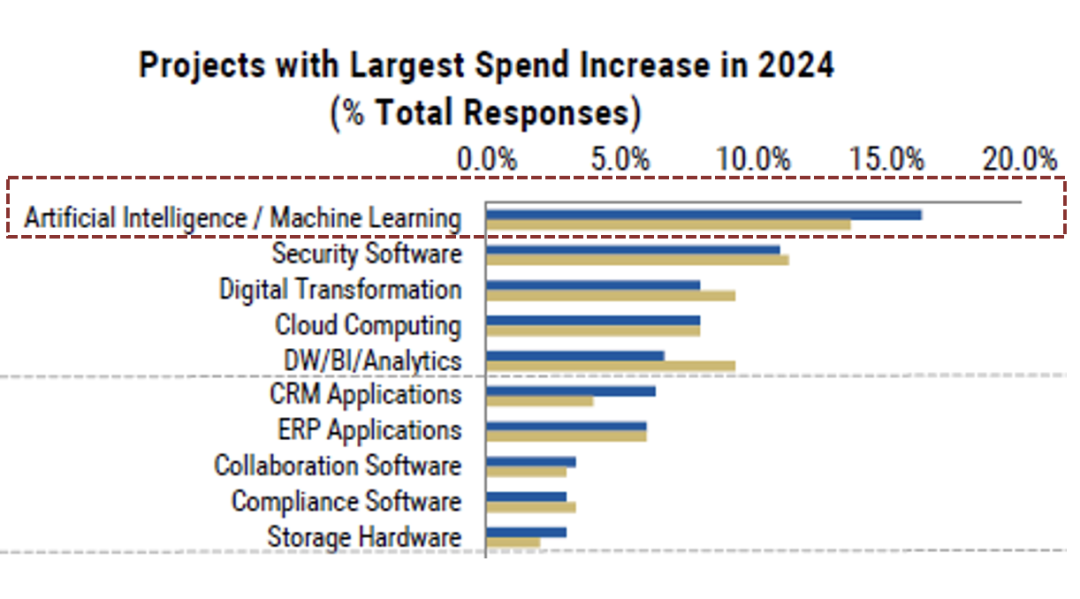 Projects with Largest Spend Increase in 2024
(% Total Responses)
0.0% 5.0% 10.0% 15.0% 20.0%
Artificial Intelligence / Machine Learning
Security Software
Digital Transformation
Cloud Computing
DW/BI/Analytics
CRM Applications
ERP Applications
Collaboration Software
Compliance Software
Storage Hardware